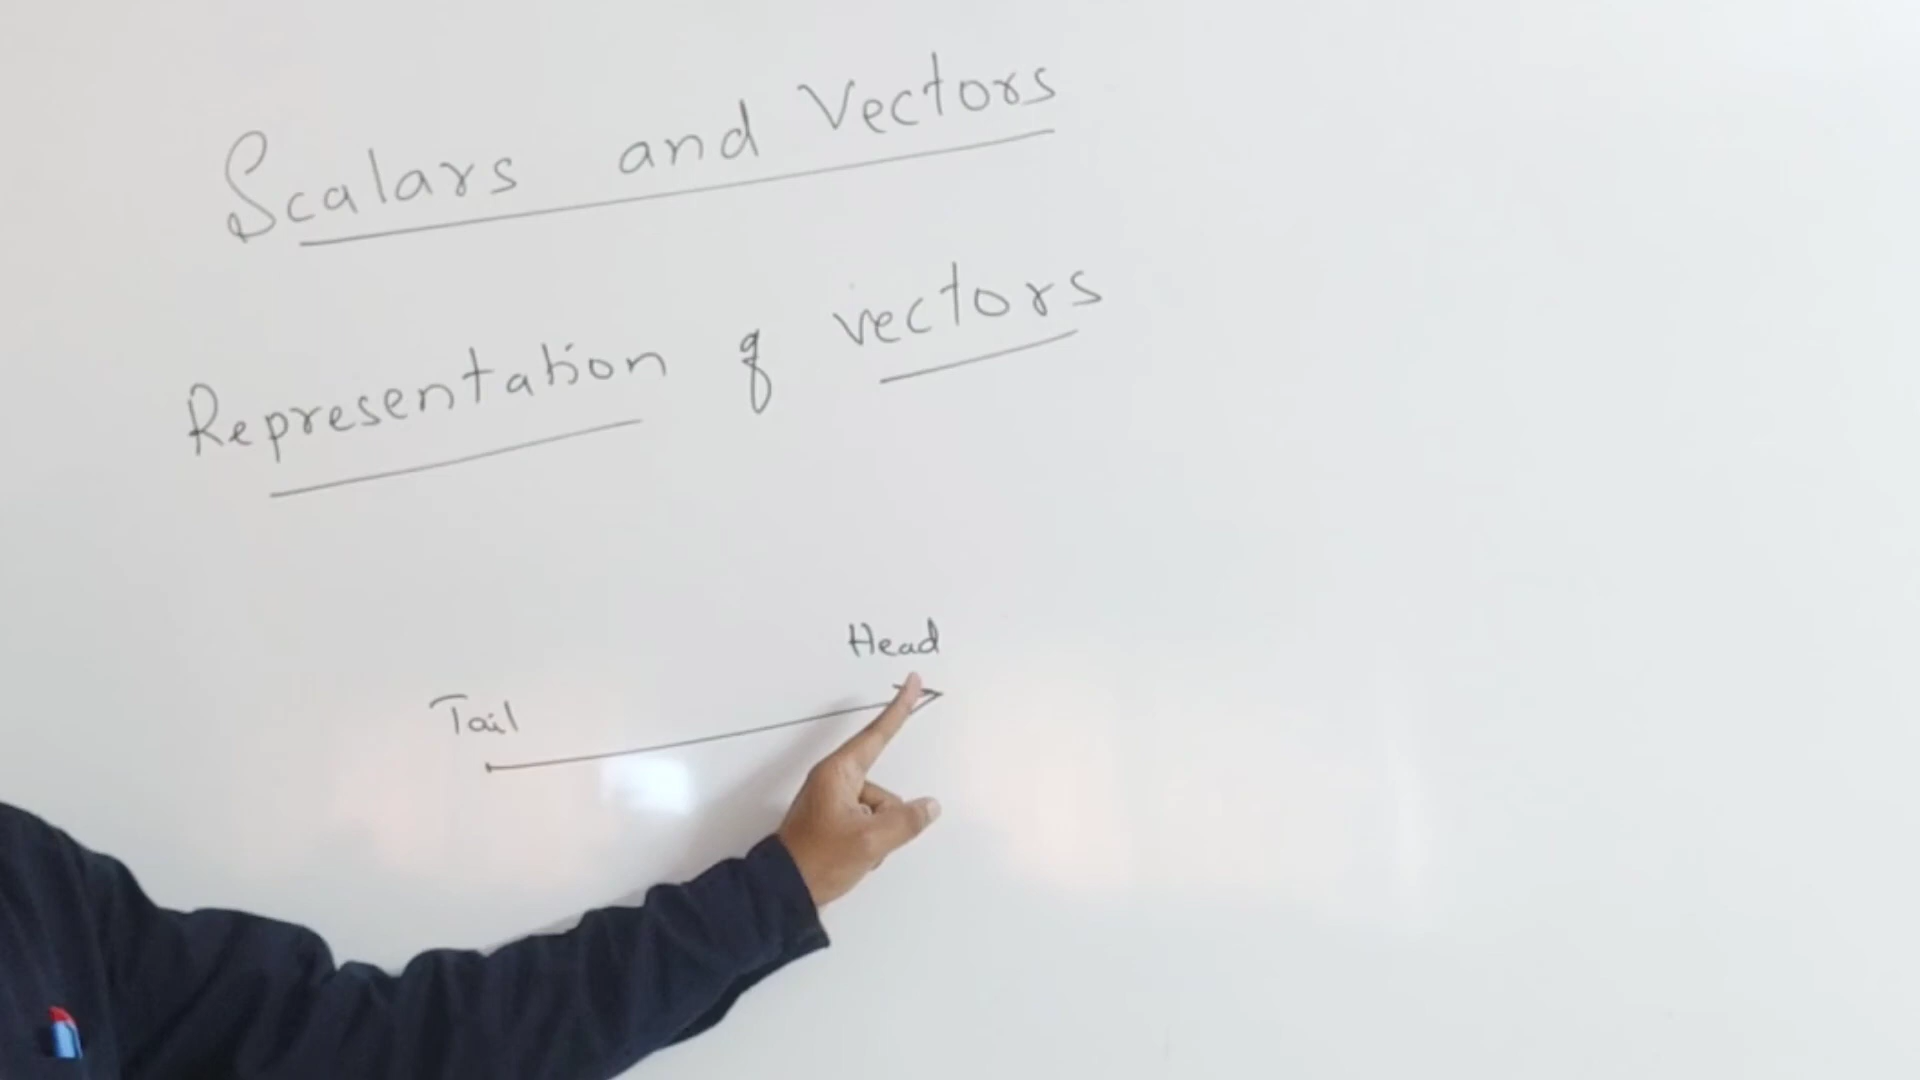 Scalars and Vectors
Representation of vectors
Head
Tail